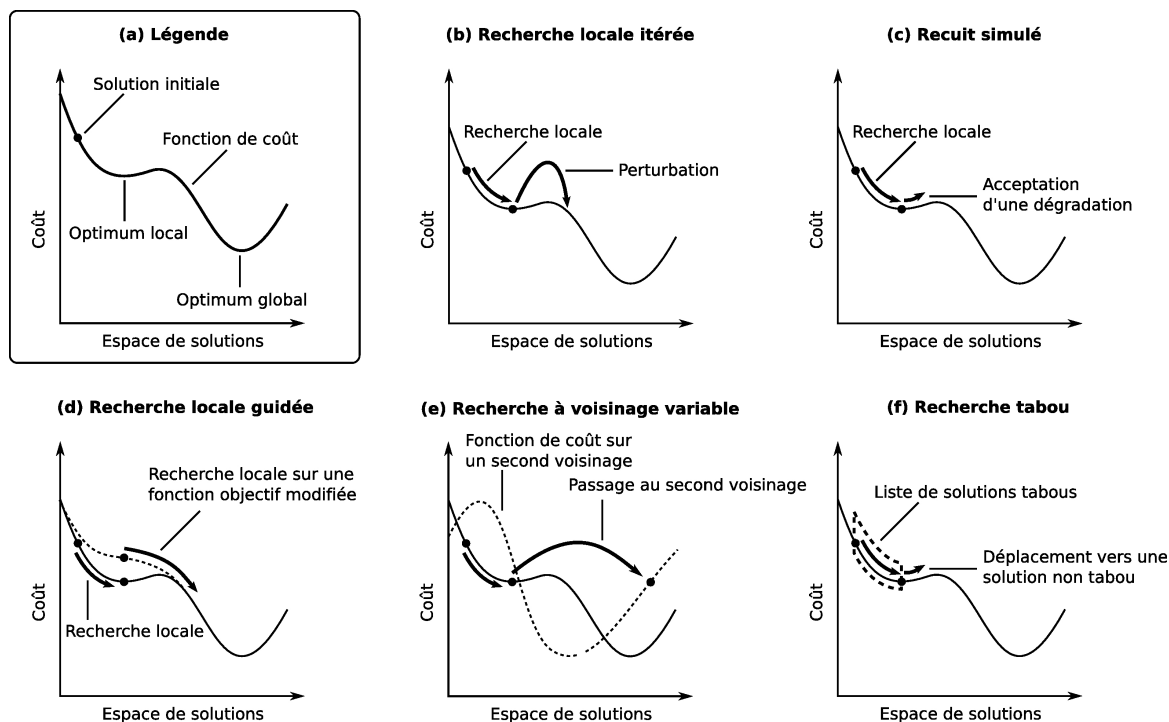 (a) Légende
Solution initiale
Fonction de coût
Optimum local
Optimum global
Coût
Espace de solutions
(b) Recherche locale itérée
Recherche locale
Perturbation
Coût
Espace de solutions
(c) Recuit simulé
Recherche locale
Acceptation
d'une dégradation
Coût
Espace de solutions
(d) Recherche locale guidée
Recherche locale sur une
fonction objectif modifiée
Recherche locale
Coût
Espace de solutions
(e) Recherche à voisinage variable
Fonction de coût sur
un second voisinage
Passage au second voisinage
Coût
Espace de solutions
(f) Recherche tabou
Liste de solutions tabous
Déplacement vers une
solution non tabou
Coût
Espace de solutions